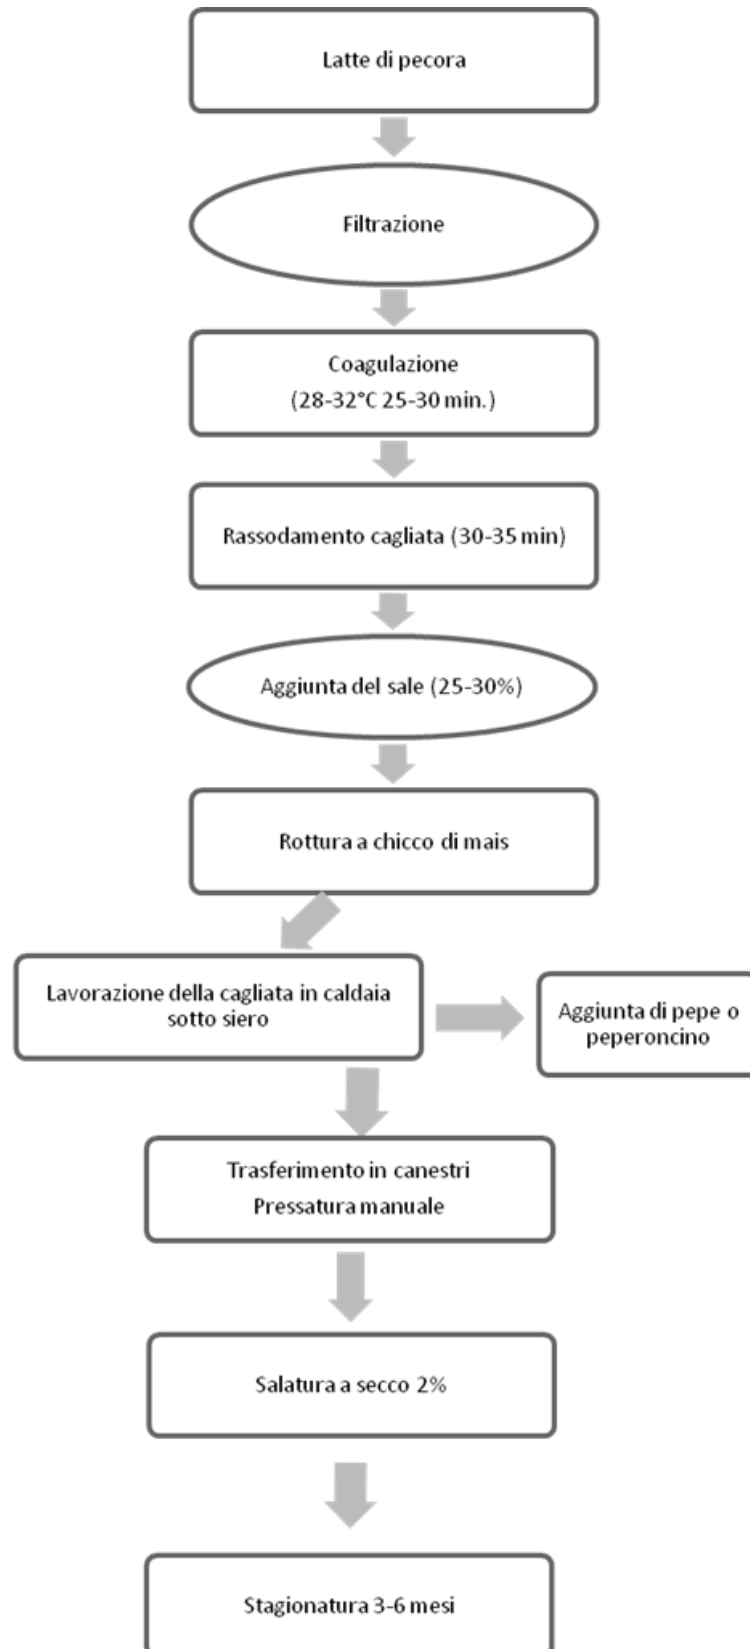 Latte di pecora
Filtrazione
Coagulazione
(28-32°C 25-30 min.)
Rassodamento cagliata (30-35 min)
Aggiunta del sale (25-30%)
Rottura a chicco di mais
Lavorazione della cagliata in caldaia
sotto siero
Aggiunta di pepe o
peperoncino
Trasferimento in canestri
Pressatura manuale
Salatura a secco 2%
Stagionatura 3-6 mesi